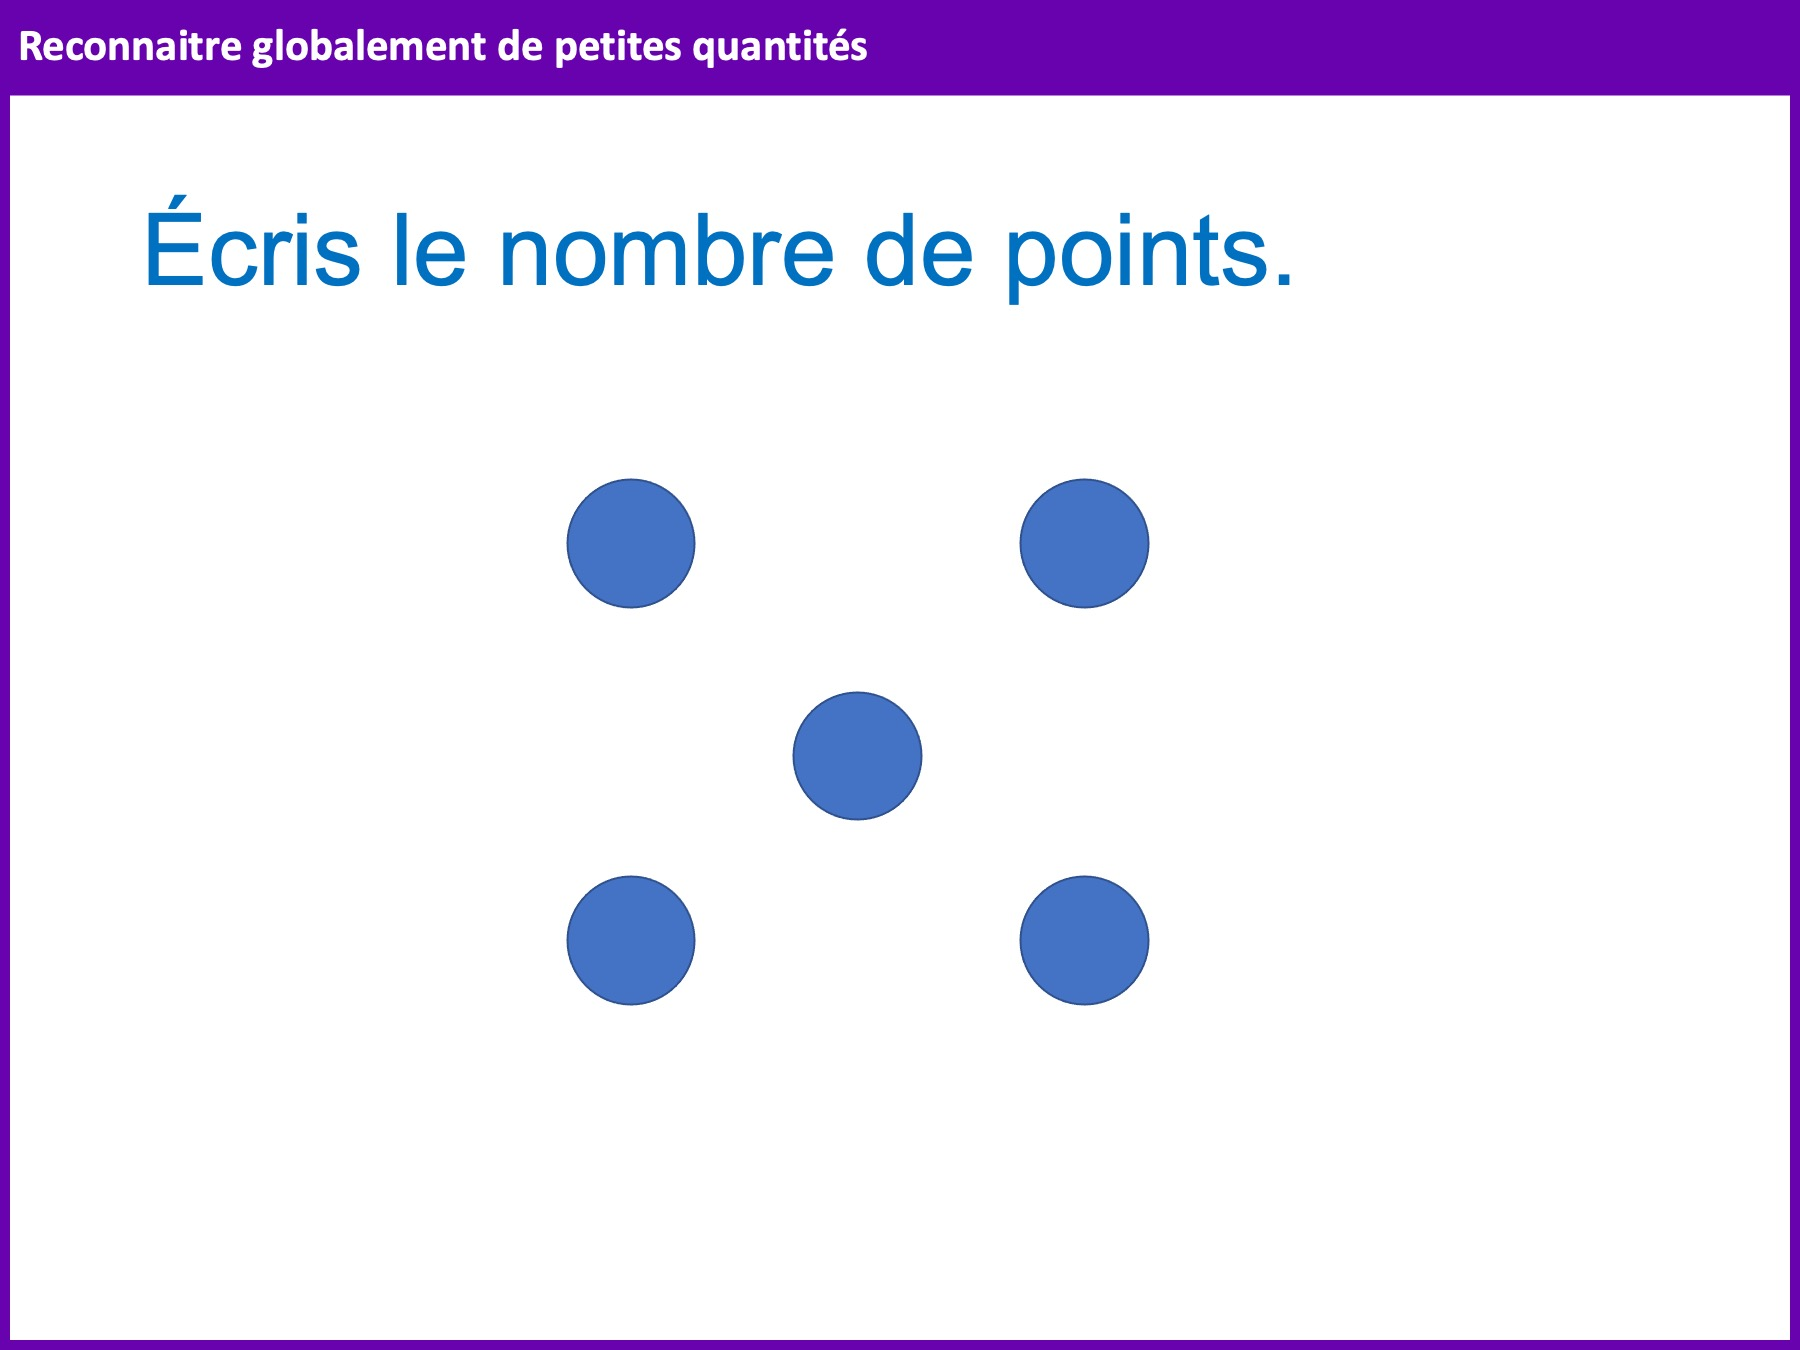 Reconnaitre globalement de petites quantités
Écris le nombre de points.